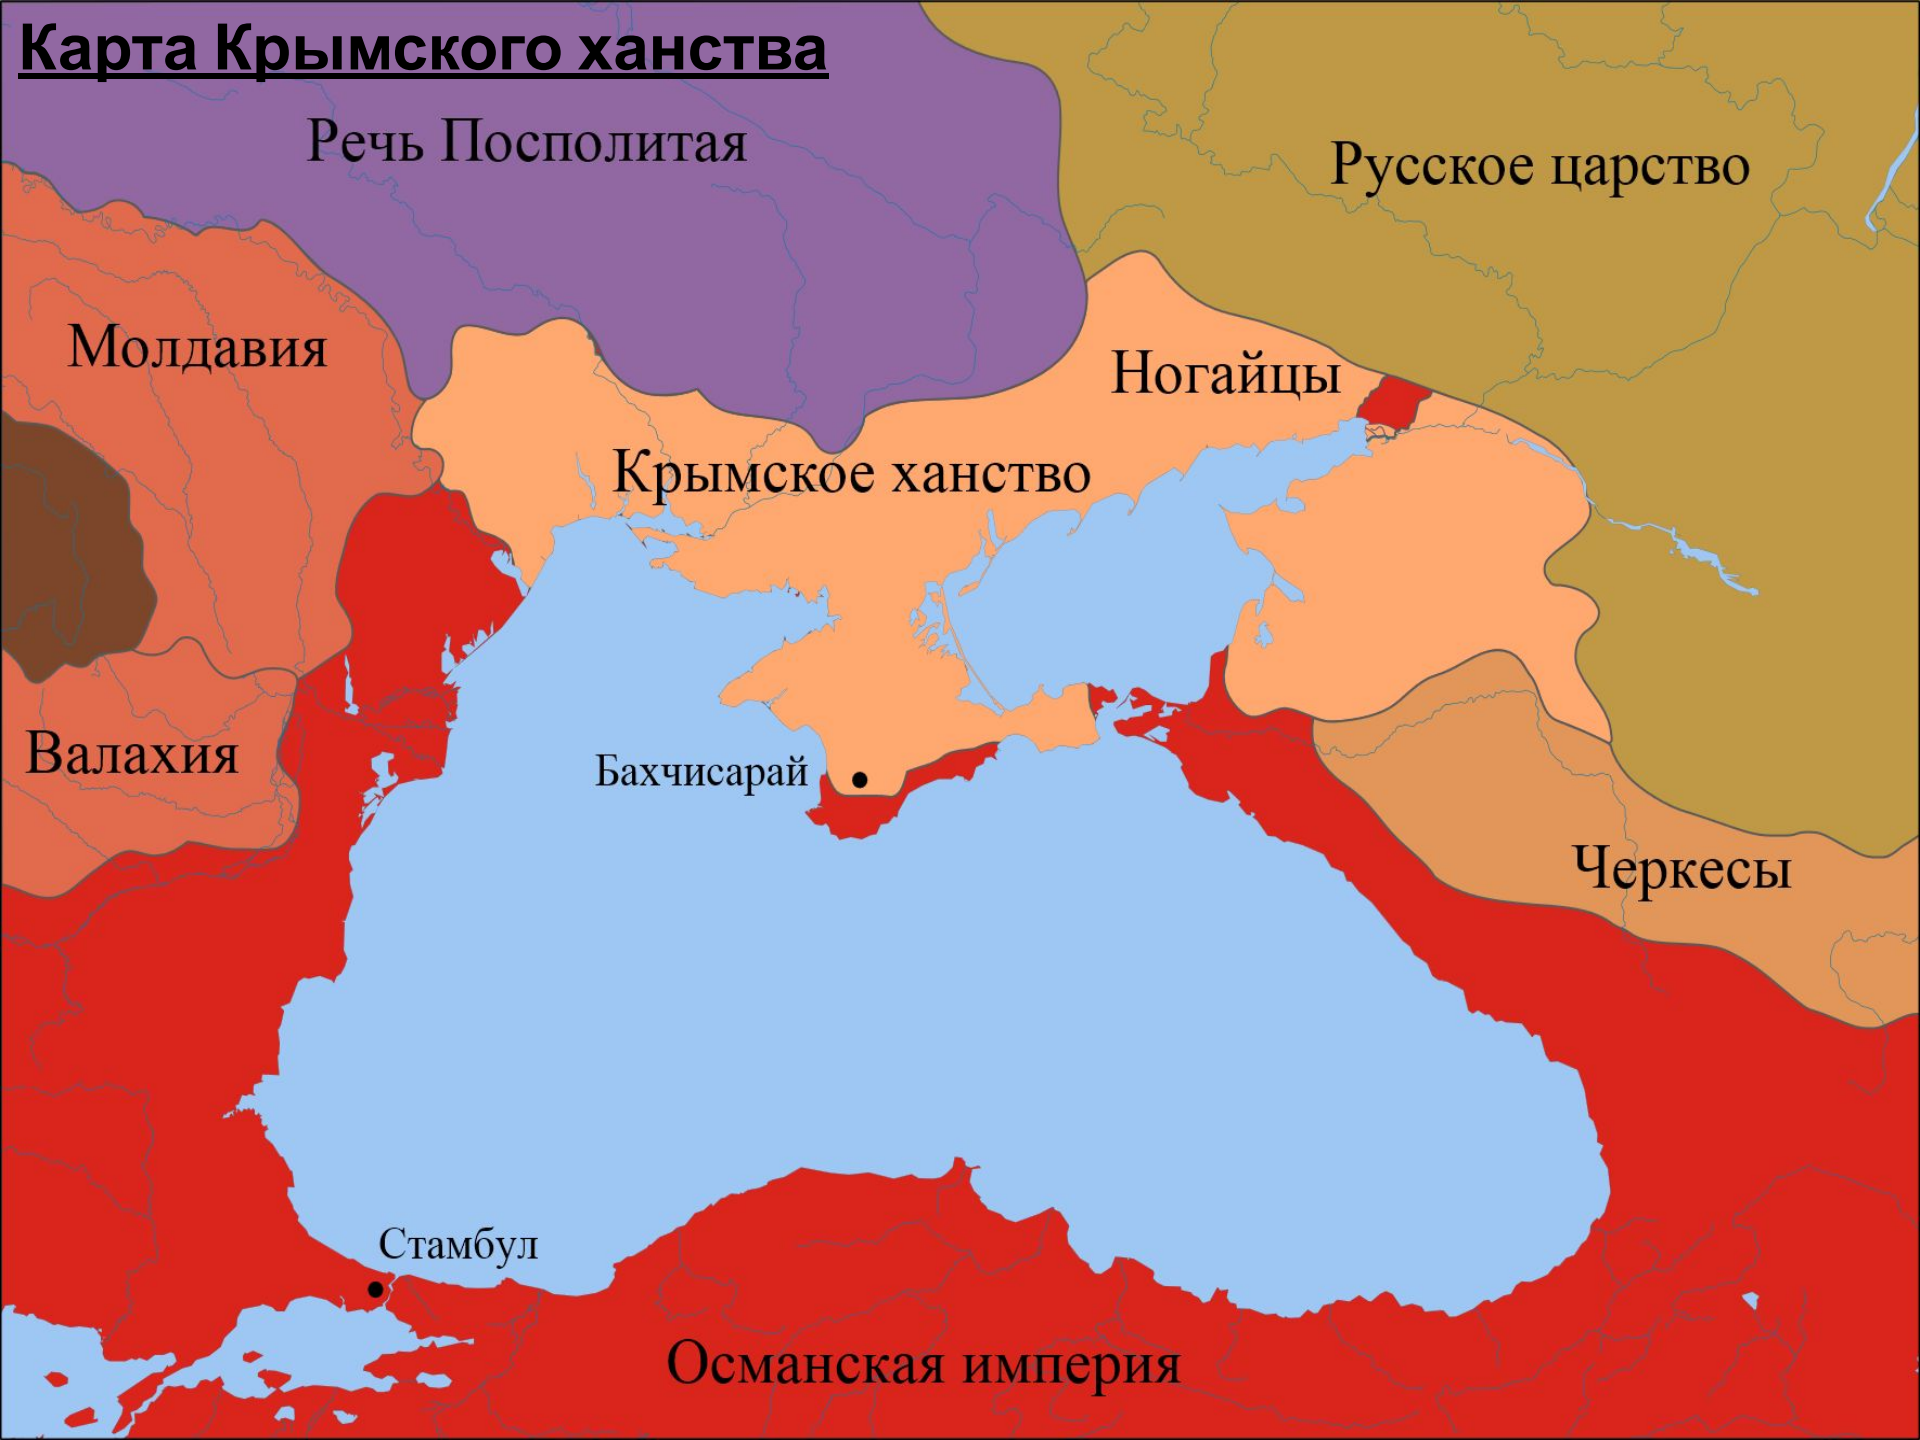 Карта Крымского ханства
Речь Посполитая
Русское царство
Молдавия
Ногайцы
Крымское ханство
Валахия
Бахчисарай
Черкесы
Стамбул
Османская империя